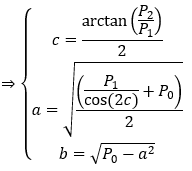 ⇒ { c = arctan(P₂/P₁)/2
a = √(((P₁/cos(2c) + P₀))/2)
b = √(P₀ − a²)